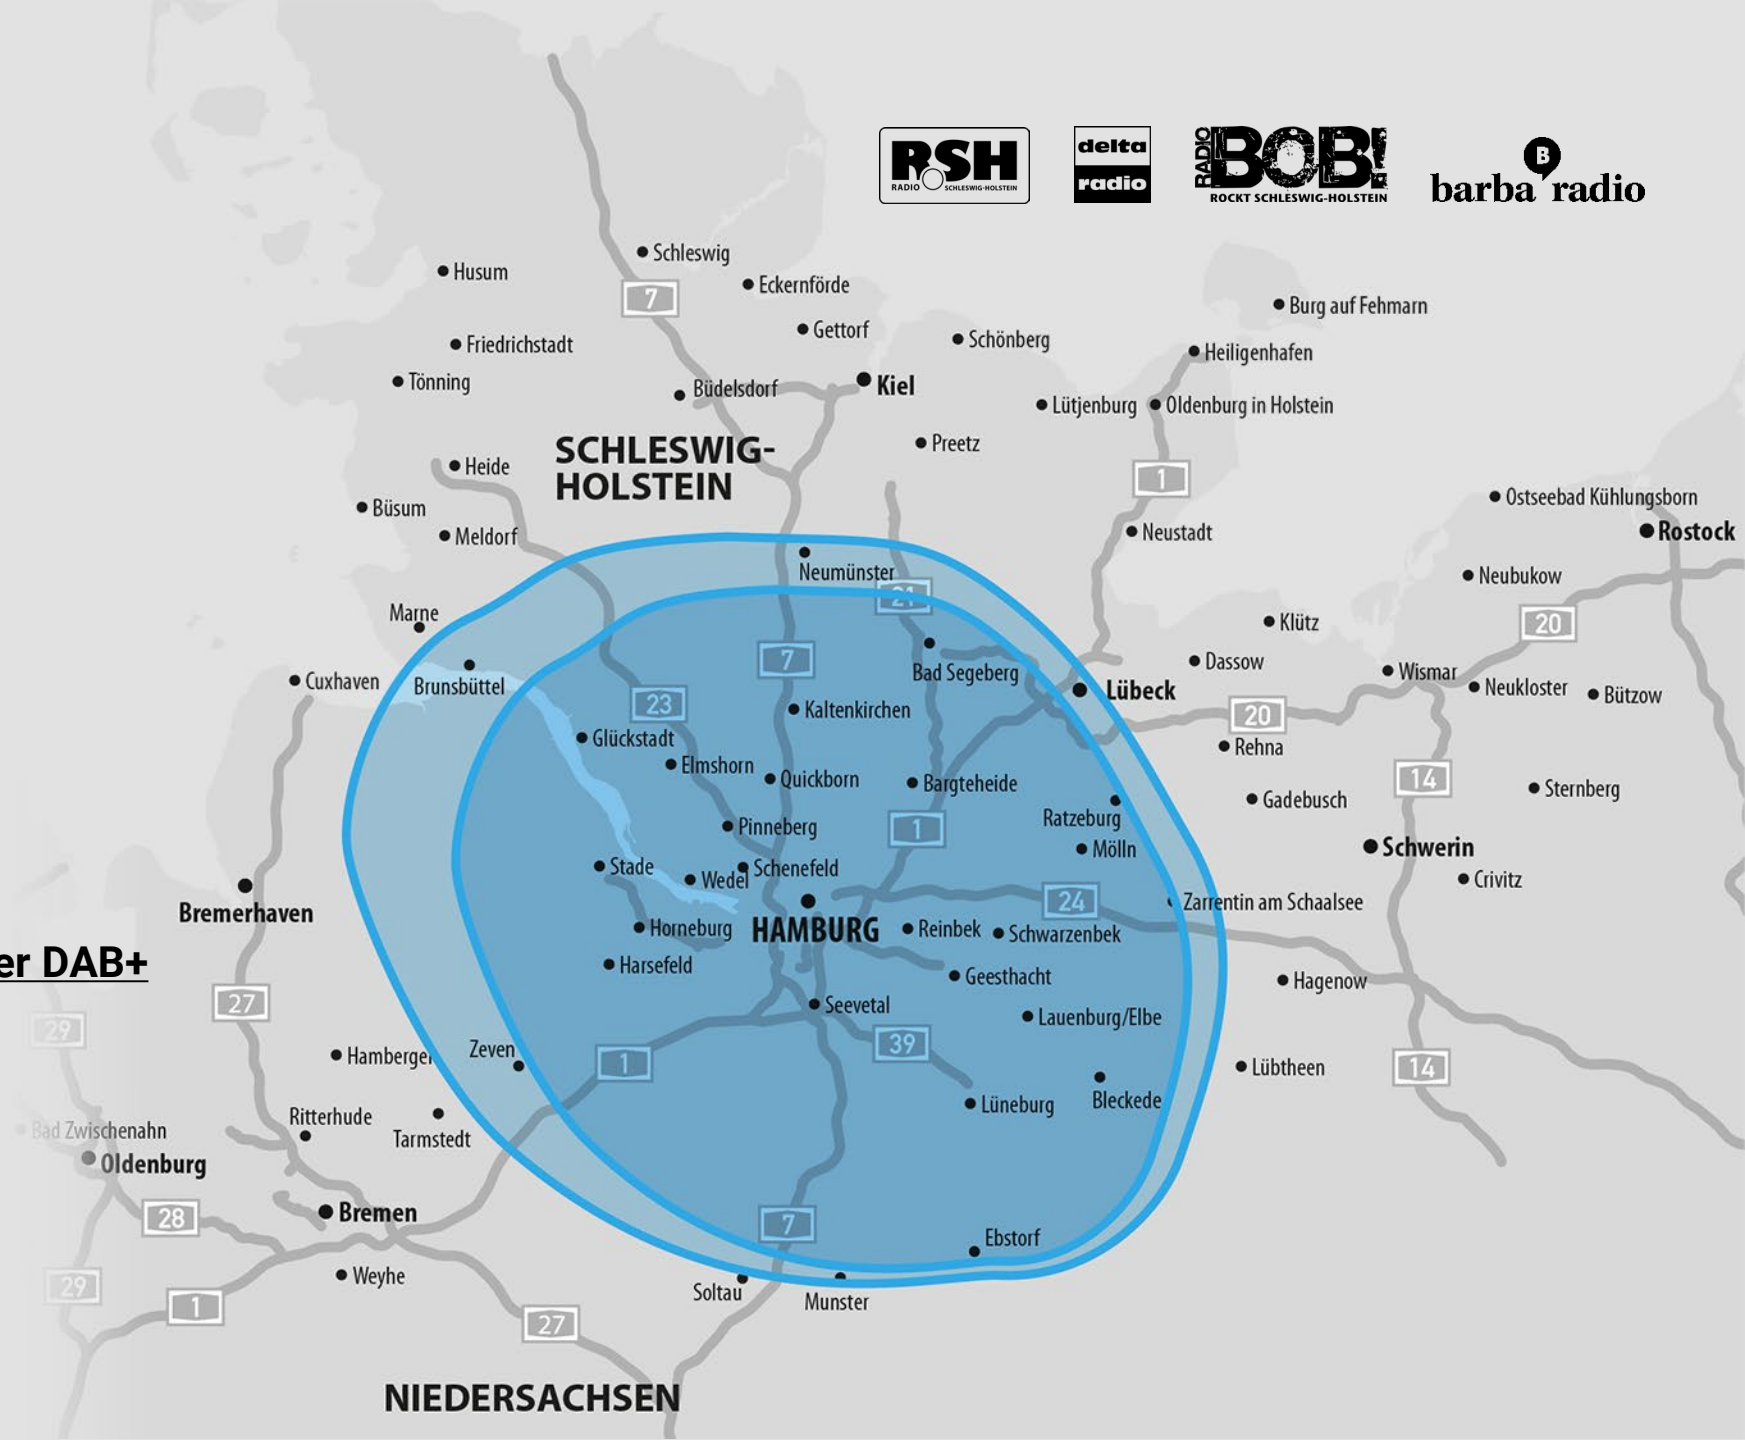 RSH
RADIO SCHLESWIG-HOLSTEIN
delta
radio
RADIO
BOB!
ROCKT SCHLESWIG-HOLSTEIN
B
barba radio
Schleswig
Husum
Eckernförde
7
Burg auf Fehmarn
Gettorf
Schönberg
Friedrichstadt
Heiligenhafen
Tönning
Büdelsdorf
Kiel
Lütjenburg
Oldenburg in Holstein
Preetz
SCHLESWIG-
HOLSTEIN
Heide
1
Ostseebad Kühlungsborn
Büsum
Meldorf
Neustadt
Rostock
Neumünster
Neubukow
21
Marne
Klütz
20
7
Dassow
Bad Segeberg
Wismar
Cuxhaven
Brunsbüttel
Lübeck
Neukloster
Bützow
23
Kaltenkirchen
20
Glückstadt
Rehna
Elmshorn
Quickborn
Bargteheide
14
Sternberg
Gadebusch
Ratzeburg
Pinneberg
1
Mölln
Schwerin
Stade
Schenefeld
Wedel
Crivitz
24
Zarrentin am Schaalsee
Bremerhaven
Horneburg
HAMBURG
Reinbek
Schwarzenbek
er DAB+
Harsefeld
Geesthacht
Hagenow
27
Seevetal
Lauenburg/Elbe
29
39
Zeven
Hamberger
1
Lübtheen
14
Bleckede
Lüneburg
Ritterhude
Bad Zwischenahn
Tarmstedt
Oldenburg
Bremen
28
7
Ebstorf
Weyhe
29
Soltau
Munster
1
27
NIEDERSACHSEN